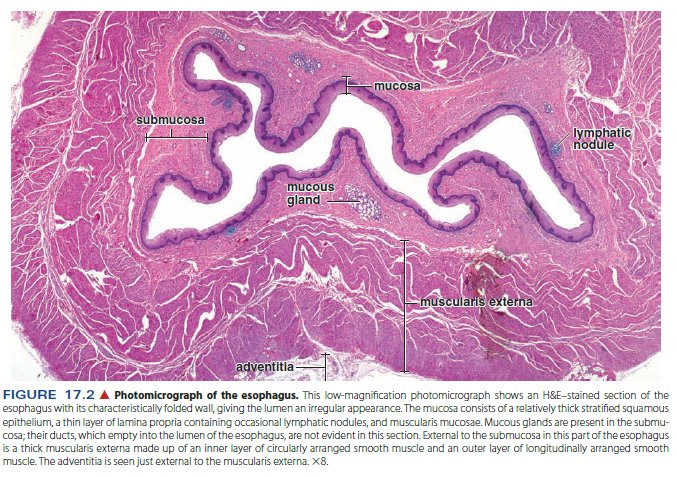 mucosa
submucosa
lymphatic
nodule
mucous
gland
muscularis externa
adventitia
FIGURE 17.2 ▲ Photomicrograph of the esophagus. This low-magnification photomicrograph shows an H&E–stained section of the
esophagus with its characteristically folded wall, giving the lumen an irregular appearance. The mucosa consists of a relatively thick stratified squamous
epithelium, a thin layer of lamina propria containing occasional lymphatic nodules, and muscularis mucosae. Mucous glands are present in the submu-
cosa; their ducts, which empty into the lumen of the esophagus, are not evident in this section. External to the submucosa in this part of the esophagus
is a thick muscularis externa made up of an inner layer of circularly arranged smooth muscle and an outer layer of longitudinally arranged smooth
muscle. The adventitia is seen just external to the muscularis externa. ×8.